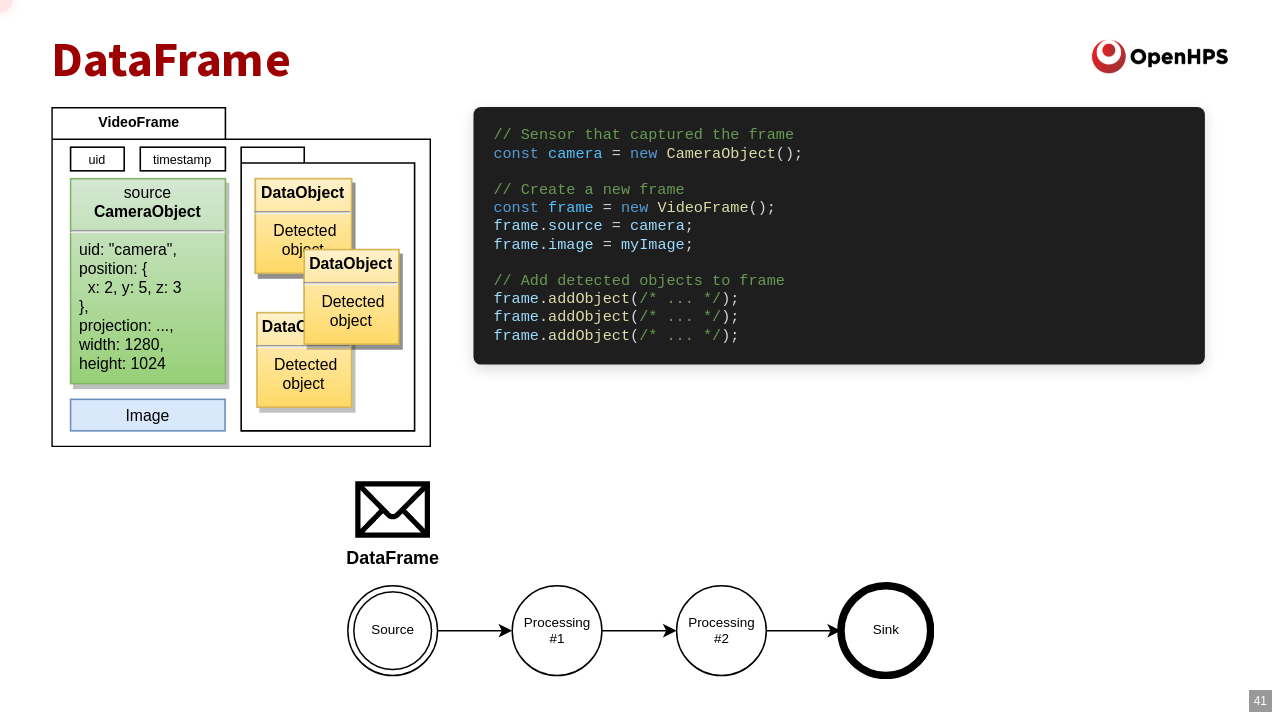 DataFrame
OpenHPS
VideoFrame
uid
timestamp
source
CameraObject
uid: "camera",
position: {
x: 2, y: 5, z: 3
},
projection: ...,
width: 1280,
height: 1024
Image
DataObject
Detected
object
DataObject
Detected
object
Detected
object
// Sensor that captured the frame
const camera = new CameraObject();
// Create a new frame
const frame = new VideoFrame();
frame.source = camera;
frame.image = myImage;
// Add detected objects to frame
frame.addObject(/* ... */);
frame.addObject(/* ... */);
frame.addObject(/* ... */);
DataFrame
Source
Processing
#1
Processing
#2
Sink
41